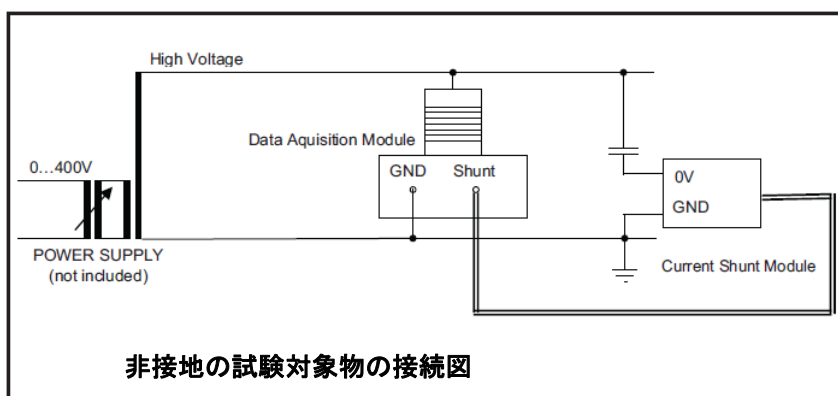 High Voltage
Data Aquisition Module
0...400V
GND
Shunt
0V
GND
POWER SUPPLY
(not included)
Current Shunt Module
非接地の試験対象物の接続図